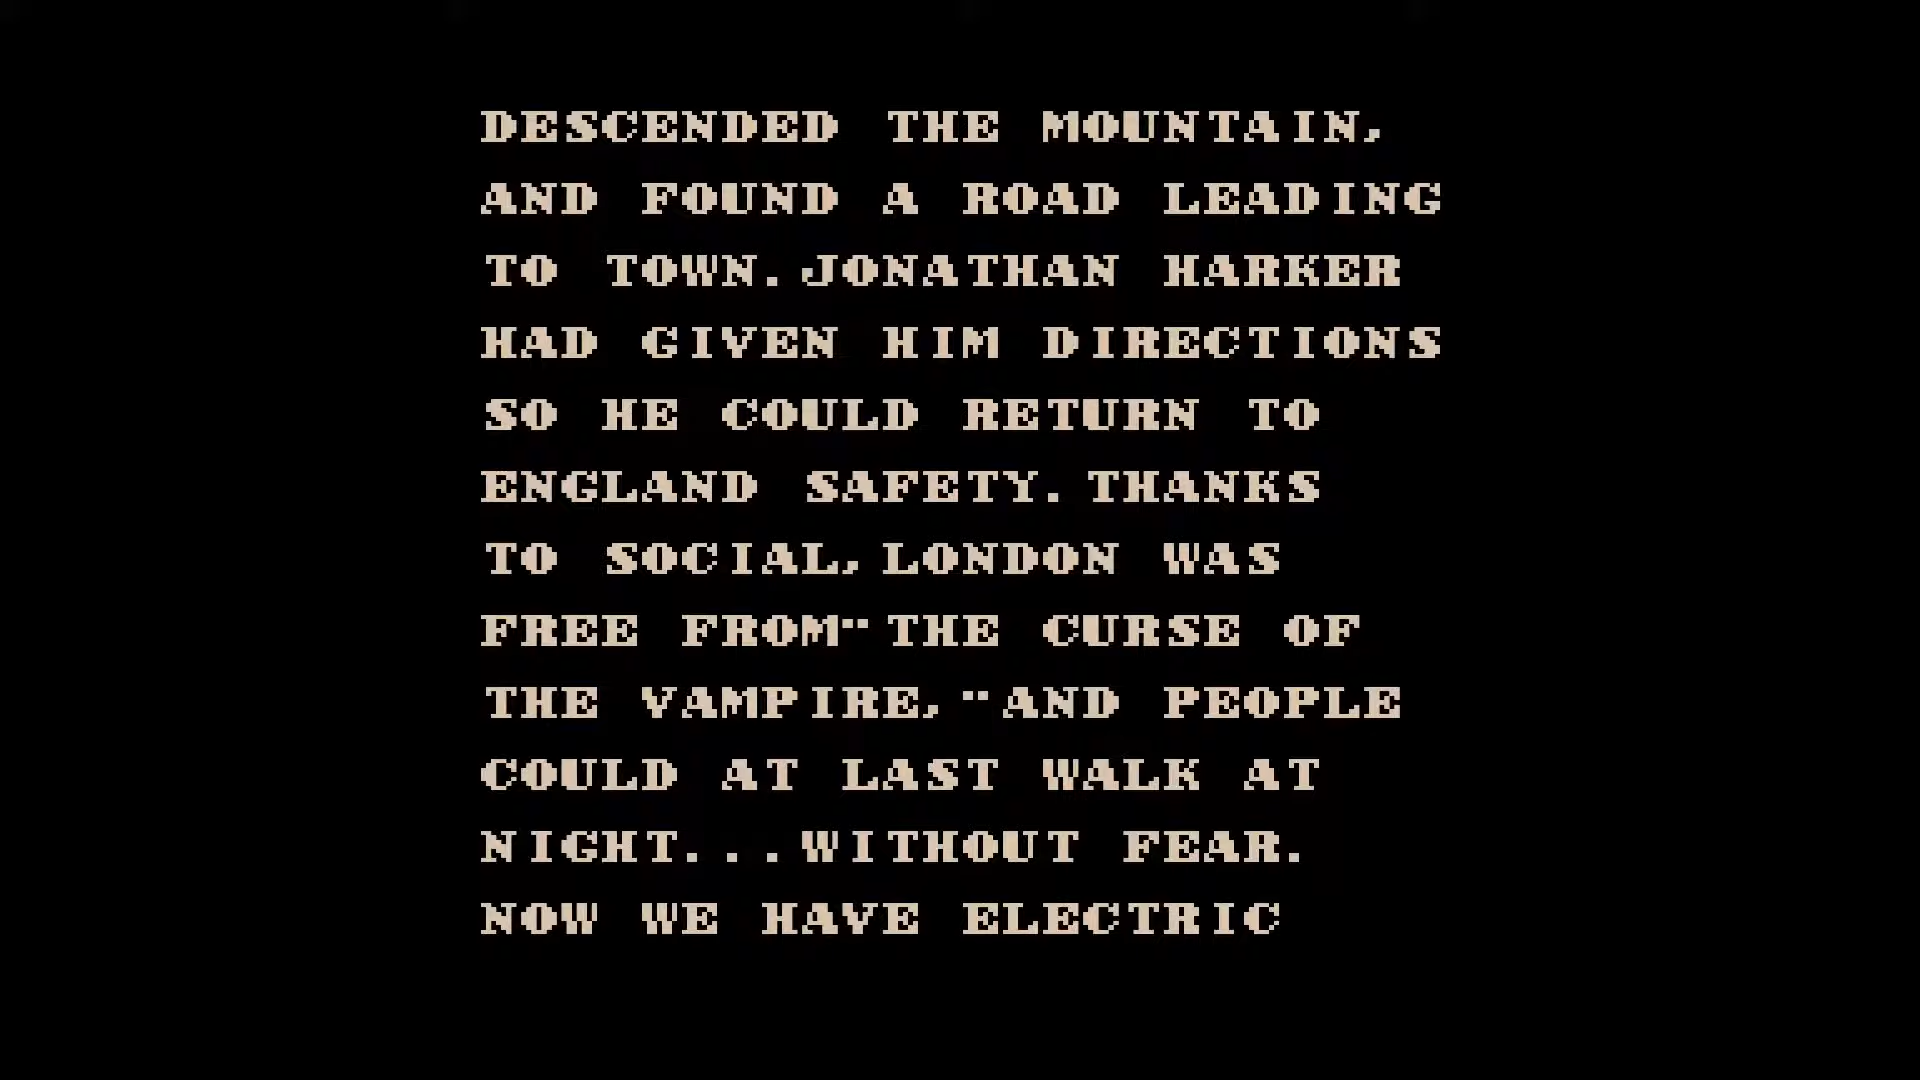 DESCENDED THE MOUNTAIN,
AND FOUND A ROAD LEADING
TO TOWN.JONATHAN HARKER
HAD GIVEN HIM DIRECTIONS
SO HE COULD RETURN TO
ENGLAND SAFETY.THANKS
TO SOCIAL,LONDON WAS
FREE FROM"THE CURSE OF
THE VAMPIRE,"AND PEOPLE
COULD AT LAST WALK AT
NIGHT...WITHOUT FEAR.
NOW WE HAVE ELECTRIC